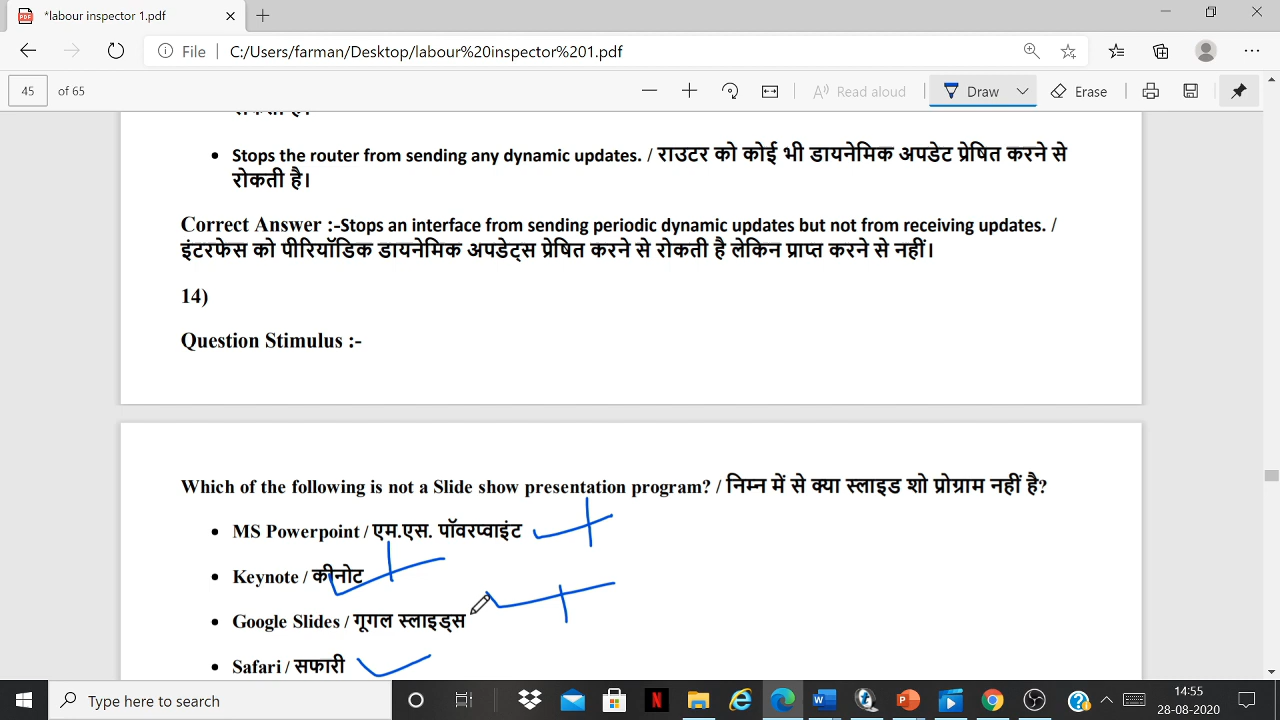 *labour inspector 1.pdf
File
C:/Users/farman/Desktop/labour%20inspector%201.pdf
45 of 65
Read aloud
Draw
Erase
• Stops the router from sending any dynamic updates. / राउटर को कोई भी डायनेमिक अपडेट प्रेषित करने से
रोकती है।
Correct Answer :-Stops an interface from sending periodic dynamic updates but not from receiving updates. /
इंटरफेस को पीरियॉडिक डायनेमिक अपडेट्स प्रेषित करने से रोकती है लेकिन प्राप्त करने से नहीं।
14)
Question Stimulus :-
Which of the following is not a Slide show presentation program? / निम्न में से क्या स्लाइड शो प्रोग्राम नहीं है?
• MS Powerpoint / एम.एस. पॉवरप्वाइंट
• Keynote / कीनोट
• Google Slides / गूगल स्लाइड्स
• Safari / सफारी
Type here to search
14:55
28-08-2020